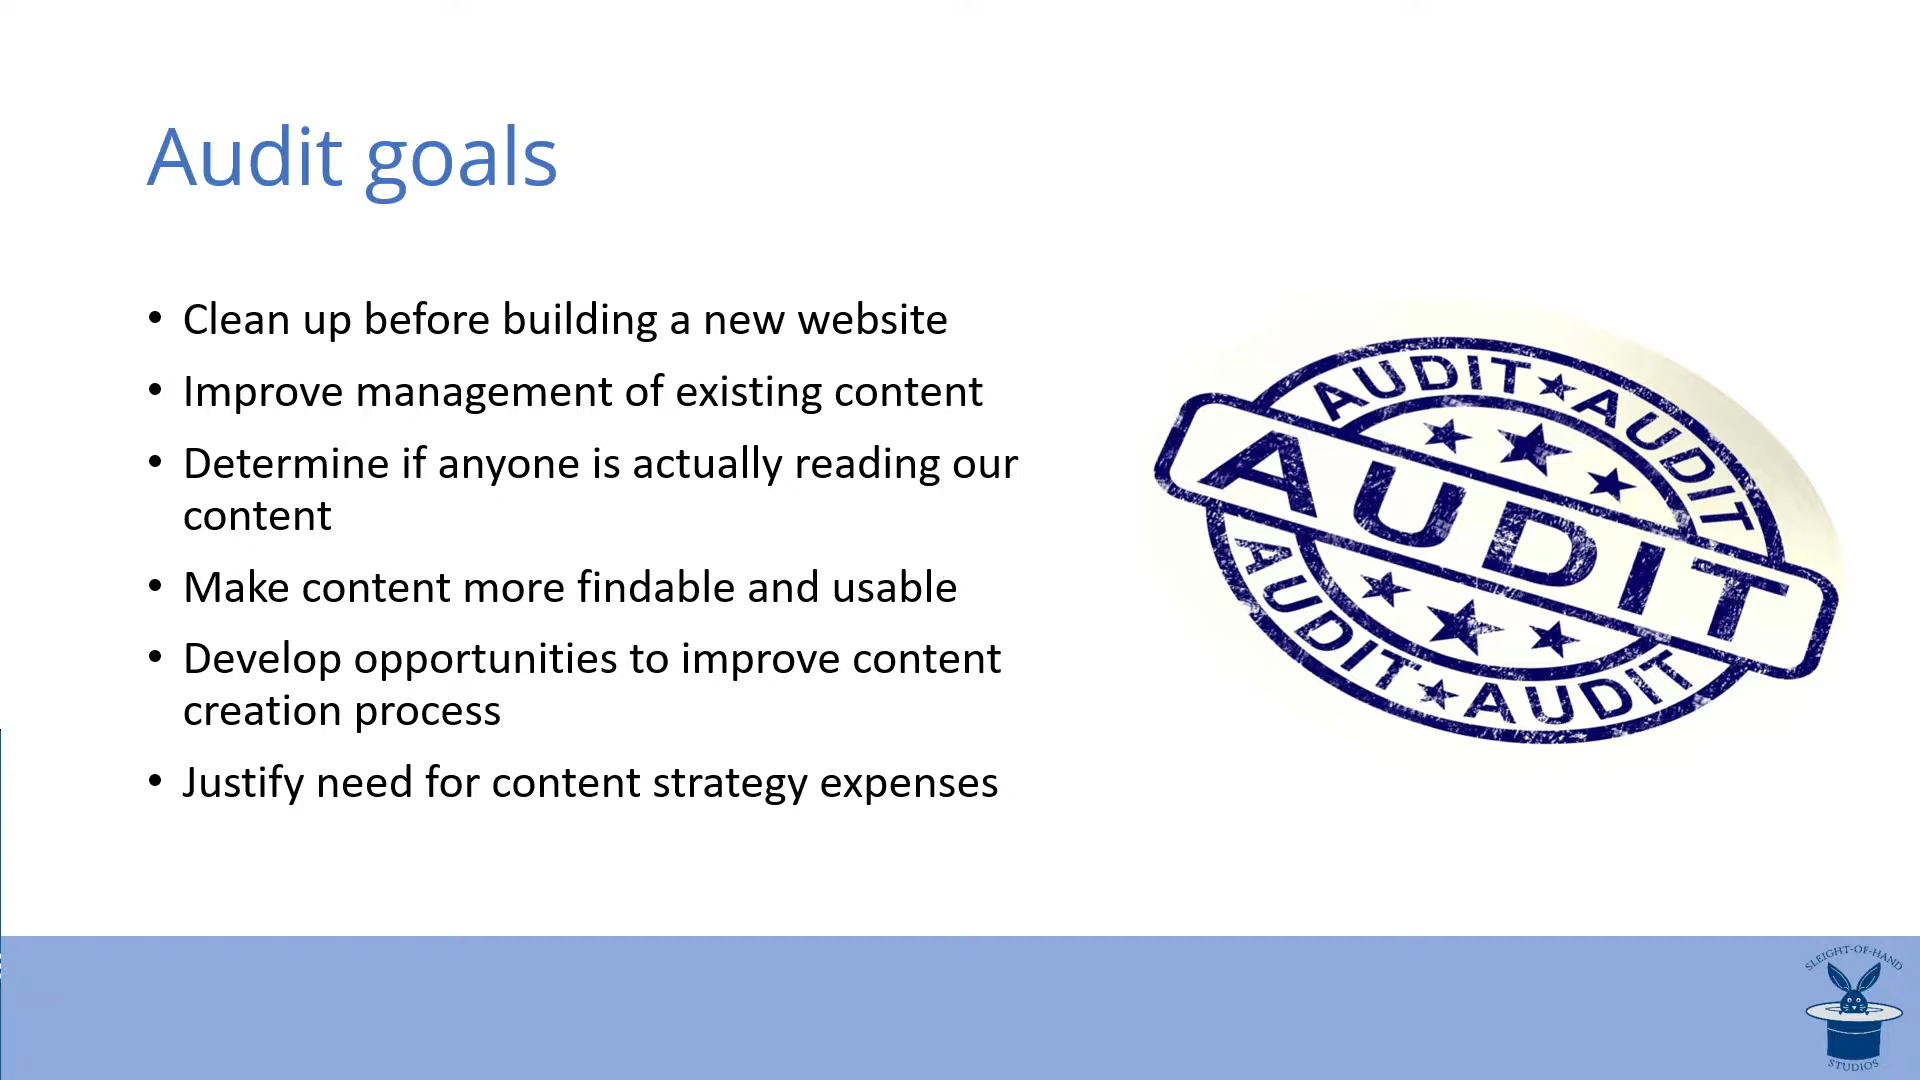 Audit goals
• Clean up before building a new website
• Improve management of existing content
• Determine if anyone is actually reading our
content
• Make content more findable and usable
• Develop opportunities to improve content
creation process
• Justify need for content strategy expenses
AUDIT★AUDIT
AUDIT
AUDIT★AUDIT
SLEIGHT-OF-HAND
STUDIOS